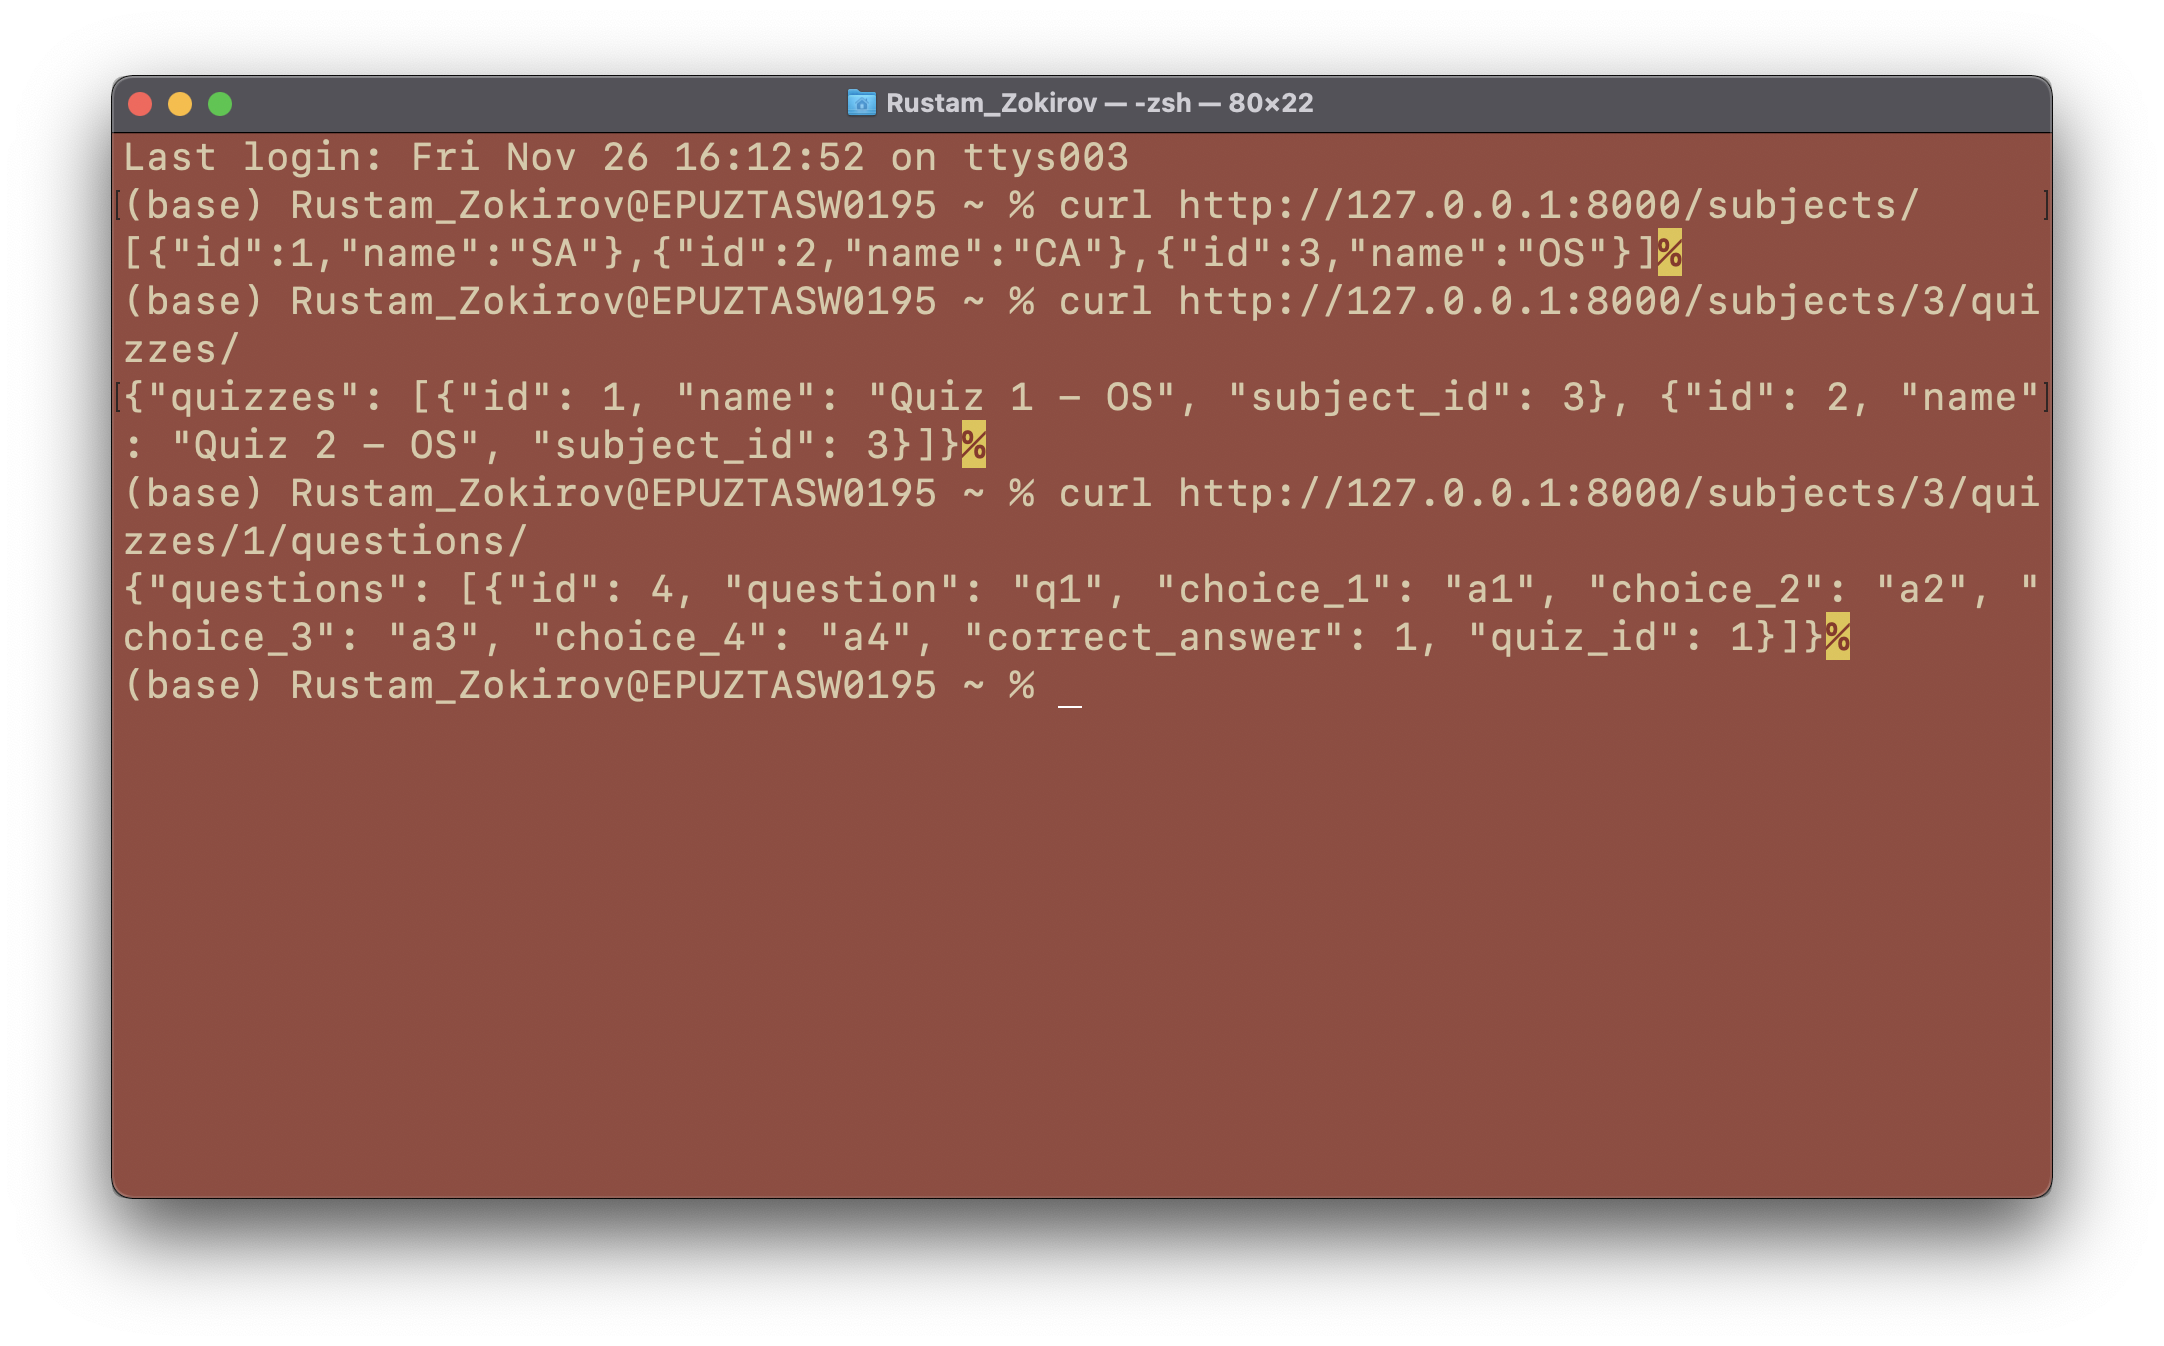 Rustam_Zokirov — -zsh — 80×22
Last login: Fri Nov 26 16:12:52 on ttys003
(base) Rustam_Zokirov@EPUZTASW0195 ~ % curl http://127.0.0.1:8000/subjects/
[{"id":1,"name":"SA"},{"id":2,"name":"CA"},{"id":3,"name":"OS"}]%
(base) Rustam_Zokirov@EPUZTASW0195 ~ % curl http://127.0.0.1:8000/subjects/3/qui
zzes/
{"quizzes": [{"id": 1, "name": "Quiz 1 - OS", "subject_id": 3}, {"id": 2, "name"
: "Quiz 2 - OS", "subject_id": 3}]}%
(base) Rustam_Zokirov@EPUZTASW0195 ~ % curl http://127.0.0.1:8000/subjects/3/qui
zzes/1/questions/
{"questions": [{"id": 4, "question": "q1", "choice_1": "a1", "choice_2": "a2", "
choice_3": "a3", "choice_4": "a4", "correct_answer": 1, "quiz_id": 1}]}%
(base) Rustam_Zokirov@EPUZTASW0195 ~ %